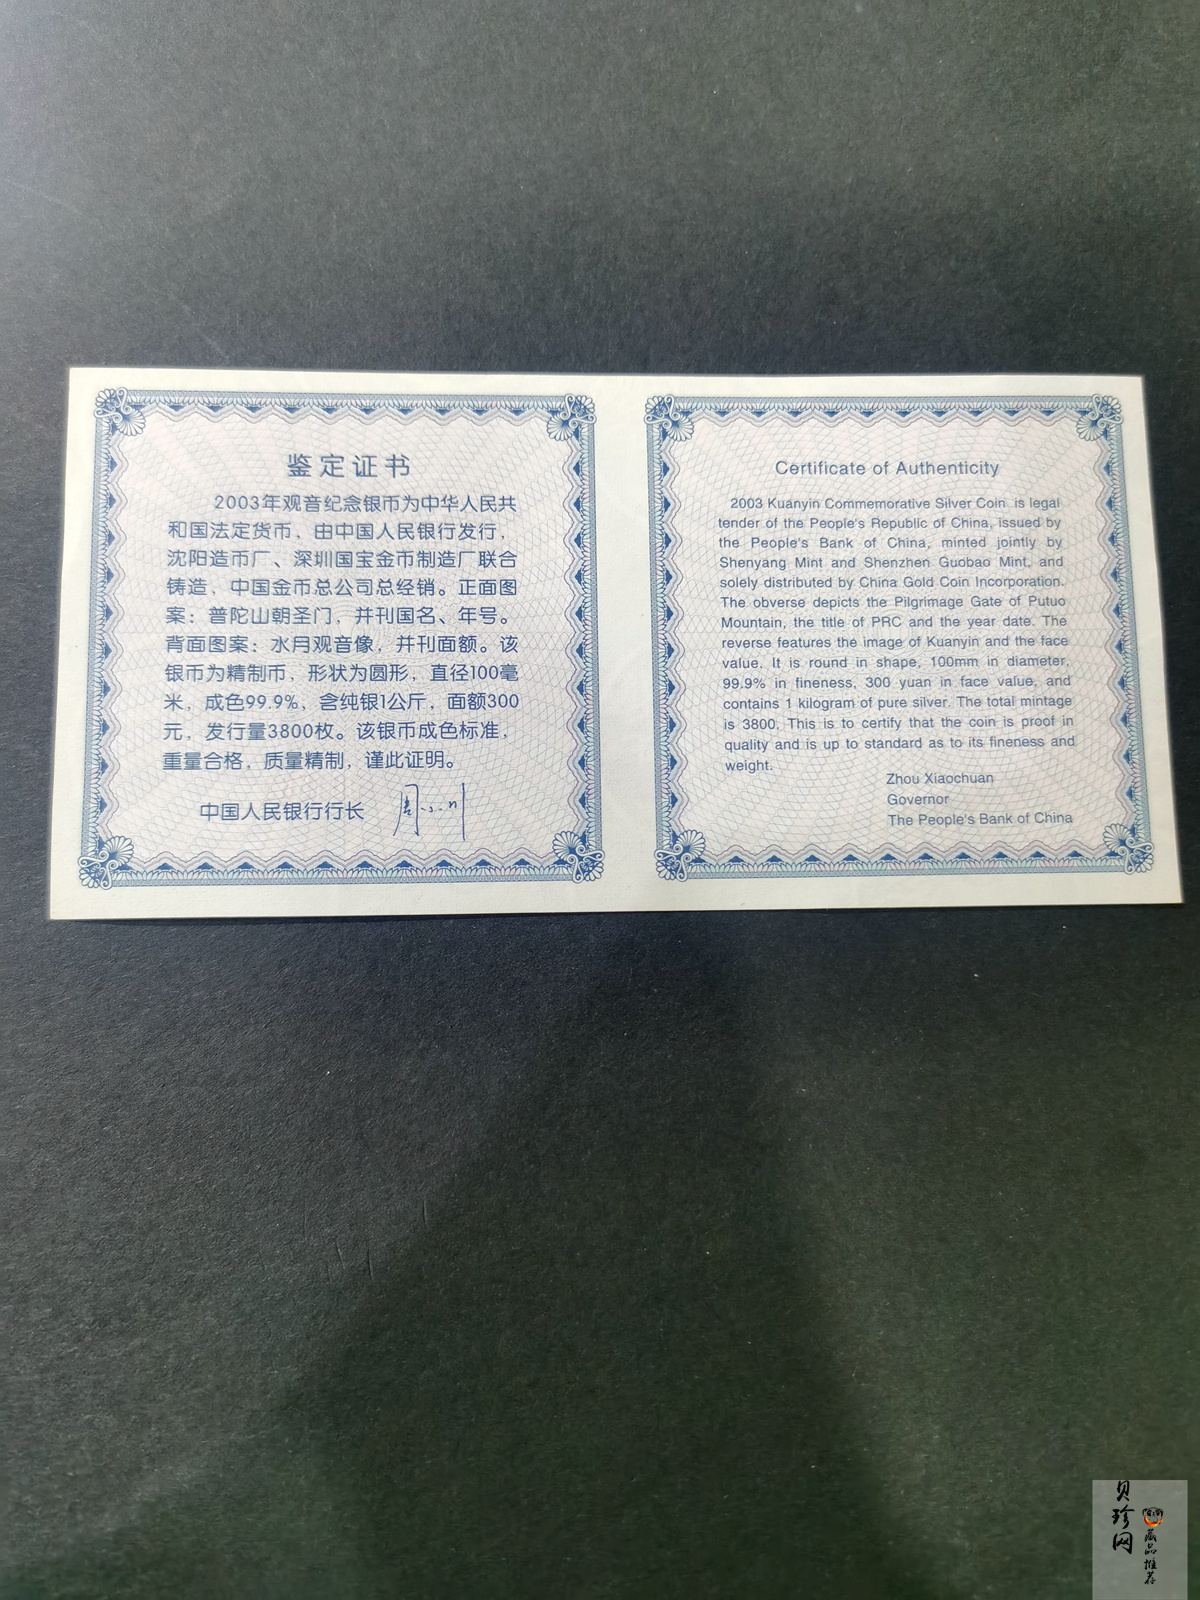 鉴定证书
2003年观音纪念银币为中华人民共
和国法定货币，由中国人民银行发行，
沈阳造币厂、深圳国宝金币制造厂联合
铸造，中国金币总公司总经销。正面图
案：普陀山朝圣门，并刊国名、年号。
背面图案：水月观音像，并刊面额。该
银币为精制币，形状为圆形，直径100毫
米，成色99.9%，含纯银1公斤，面额300
元，发行量3800枚。该银币成色标准，
重量合格，质量精制，谨此证明。
中国人民银行行长 周小川
Certificate of Authenticity
2003 Kuanyin Commemorative Silver Coin is legal
tender of the People's Republic of China, issued by
the People's Bank of China, minted jointly by
Shenyang Mint and Shenzhen Guobao Mint, and
solely distributed by China Gold Coin Incorporation.
The obverse depicts the Pilgrimage Gate of Putuo
Mountain, the title of PRC and the year date. The
reverse features the image of Kuanyin and the face
value. It is round in shape, 100mm in diameter,
99.9% in fineness, 300 yuan in face value, and
contains 1 kilogram of pure silver. The total mintage
is 3800. This is to certify that the coin is proof in
quality and is up to standard as to its fineness and
weight.
Zhou Xiaochuan
Governor
The People's Bank of China
贝珍网
藏品推荐